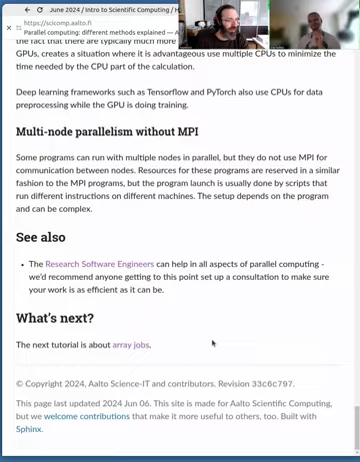 June 2024 / Intro to Scientific Computing / H
https://scicomp.aalto.fi
Parallel computing: different methods explained — A
the fact that there are typically much more
GPUs, creates a situation where it is advantageous use multiple CPUs to minimize the
time needed by the CPU part of the calculation.
Deep learning frameworks such as Tensorflow and PyTorch also use CPUs for data
preprocessing while the GPU is doing training.
Multi-node parallelism without MPI
Some programs can run with multiple nodes in parallel, but they do not use MPI for
communication between nodes. Resources for these programs are reserved in a similar
fashion to the MPI programs, but the program launch is usually done by scripts that
run different instructions on different machines. The setup depends on the program
and can be complex.
See also
• The Research Software Engineers can help in all aspects of parallel computing -
we'd recommend anyone getting to this point set up a consultation to make sure
your work is as efficient as it can be.
What's next?
The next tutorial is about array jobs.
© Copyright 2024, Aalto Science-IT and contributors. Revision 33c6c797.
This page last updated 2024 Jun 06. This site is made for Aalto Scientific Computing,
but we welcome contributions that make it more useful to others, too. Built with
Sphinx.